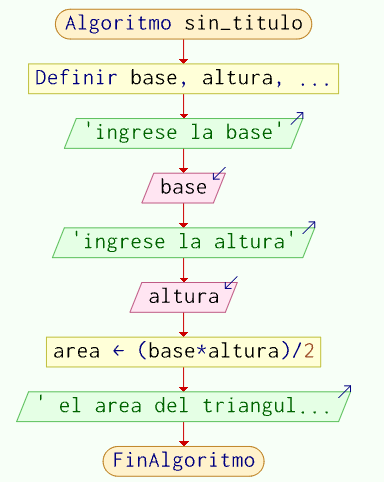 Algoritmo sin_titulo
Definir base, altura, ...
'ingrese la base'
base
'ingrese la altura'
altura
area ← (base*altura)/2
' el area del triangul...
FinAlgoritmo